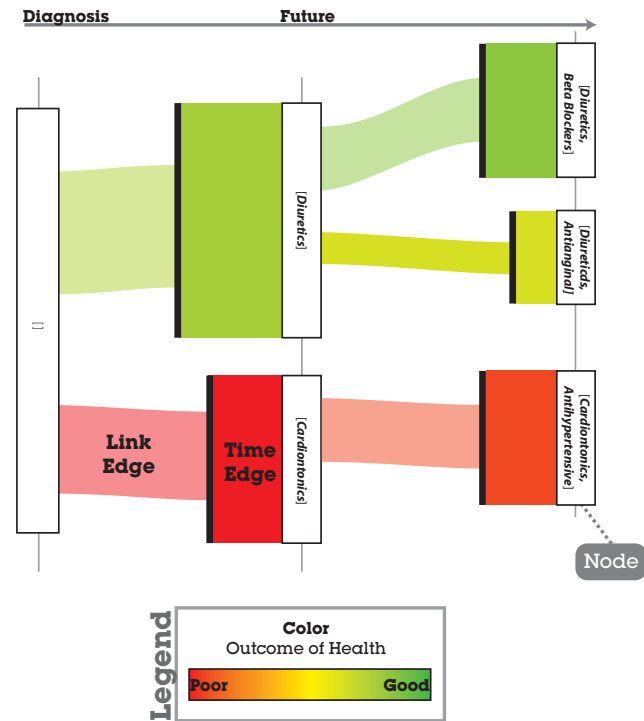 Diagnosis
Future
[]
[Diuretics]
[Diuretics,
Beta Blockers]
[Diureticds,
Antianginal]
Link
Edge
Time
Edge
[Cardiontonics]
[Cardiontonics,
Antihypertensive]
Node
Legend
Color
Outcome of Health
Poor
Good